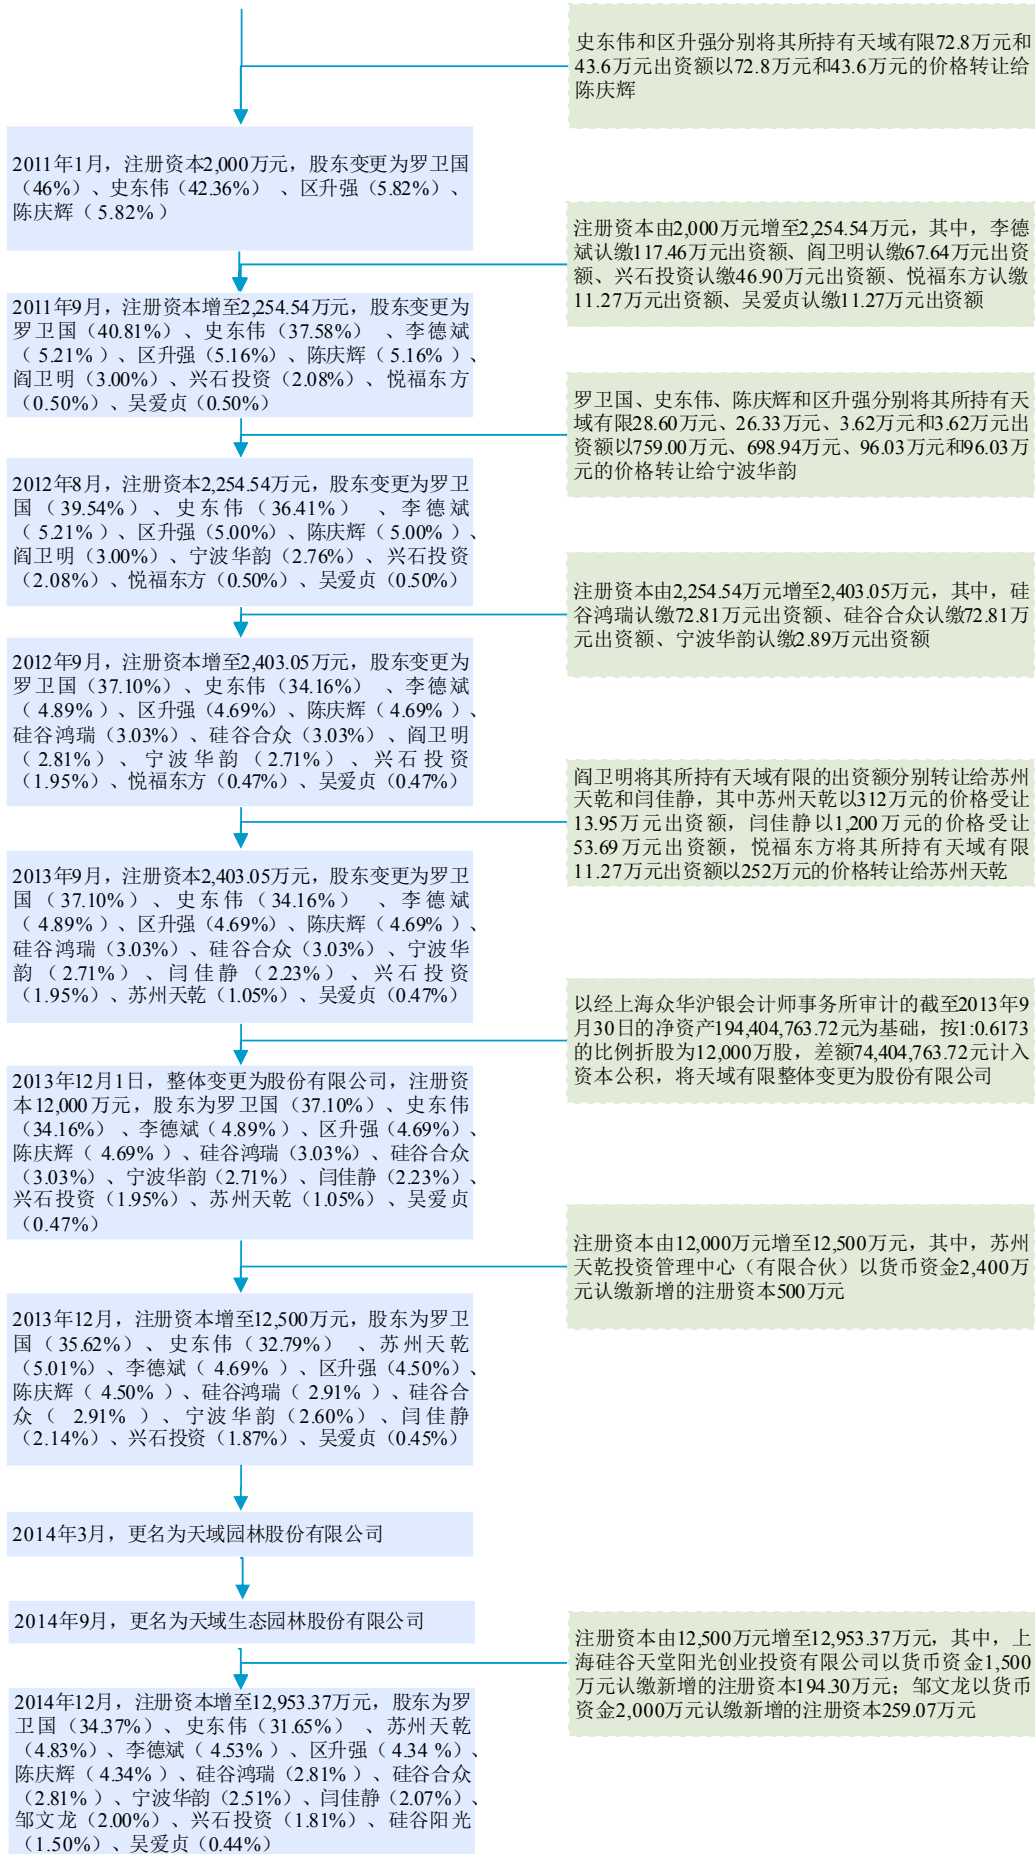 史东伟和区升强分别将其所持有天域有限72.8万元和
43.6万元出资额以72.8万元和43.6万元的价格转让给
陈庆辉
2011年1月，注册资本2,000万元，股东变更为罗卫国
（46%）、史东伟（42.36%）、区升强（5.82%）、
陈庆辉（5.82%）
注册资本由2,000万元增至2,254.54万元，其中，李德
斌认缴117.46万元出资额、阎卫明认缴67.64万元出资
额、兴石投资认缴46.90万元出资额、悦福东方认缴
11.27万元出资额、吴爱贞认缴11.27万元出资额
2011年9月，注册资本增至2,254.54万元，股东变更为
罗卫国（40.81%）、史东伟（37.58%）、李德斌
（5.21%）、区升强（5.16%）、陈庆辉（5.16%）、
阎卫明（3.00%）、兴石投资（2.08%）、悦福东方
（0.50%）、吴爱贞（0.50%）
罗卫国、史东伟、陈庆辉和区升强分别将其所持有天
域有限28.60万元、26.33万元、3.62万元和3.62万元出
资额以759.00万元、698.94万元、96.03万元和96.03万
元的价格转让给宁波华韵
2012年8月，注册资本2,254.54万元，股东变更为罗卫
国（39.54%）、史东伟（36.41%）、李德斌
（5.21%）、区升强（5.00%）、陈庆辉（5.00%）、
阎卫明（3.00%）、宁波华韵（2.76%）、兴石投资
（2.08%）、悦福东方（0.50%）、吴爱贞（0.50%）
注册资本由2,254.54万元增至2,403.05万元，其中，硅
谷鸿瑞认缴72.81万元出资额、硅谷合众认缴72.81万
元出资额、宁波华韵认缴2.89万元出资额
2012年9月，注册资本增至2,403.05万元，股东变更为
罗卫国（37.10%）、史东伟（34.16%）、李德斌
（4.89%）、区升强（4.69%）、陈庆辉（4.69%）、
硅谷鸿瑞（3.03%）、硅谷合众（3.03%）、阎卫明
（2.81%）、宁波华韵（2.71%）、兴石投资
（1.95%）、悦福东方（0.47%）、吴爱贞（0.47%）
阎卫明将其所持有天域有限的出资额分别转让给苏州
天乾和闫佳静，其中苏州天乾以312万元的价格受让
13.95万元出资额，闫佳静以1,200万元的价格受让
53.69万元出资额，悦福东方将其所持有天域有限
11.27万元出资额以252万元的价格转让给苏州天乾
2013年9月，注册资本2,403.05万元，股东变更为罗卫
国（37.10%）、史东伟（34.16%）、李德斌
（4.89%）、区升强（4.69%）、陈庆辉（4.69%）、
硅谷鸿瑞（3.03%）、硅谷合众（3.03%）、宁波华
韵（2.71%）、闫佳静（2.23%）、兴石投资
（1.95%）、苏州天乾（1.05%）、吴爱贞（0.47%）
以经上海众华沪银会计师事务所审计的截至2013年9
月30日的净资产194,404,763.72元为基础，按1:0.6173
的比例折股为12,000万股，差额74,404,763.72元计入
资本公积，将天域有限整体变更为股份有限公司
2013年12月1日，整体变更为股份有限公司，注册资
本12,000万元，股东为罗卫国（37.10%）、史东伟
（34.16%）、李德斌（4.89%）、区升强（4.69%）、
陈庆辉（4.69%）、硅谷鸿瑞（3.03%）、硅谷合众
（3.03%）、宁波华韵（2.71%）、闫佳静（2.23%）、
兴石投资（1.95%）、苏州天乾（1.05%）、吴爱贞
（0.47%）
注册资本由12,000万元增至12,500万元，其中，苏州
天乾投资管理中心（有限合伙）以货币资金2,400万
元认缴新增的注册资本500万元
2013年12月，注册资本增至12,500万元，股东为罗卫
国（35.62%）、史东伟（32.79%）、苏州天乾
（5.01%）、李德斌（4.69%）、区升强（4.50%）、
陈庆辉（4.50%）、硅谷鸿瑞（2.91%）、硅谷合
众（2.91%）、宁波华韵（2.60%）、闫佳静
（2.14%）、兴石投资（1.87%）、吴爱贞（0.45%）
2014年3月，更名为天域园林股份有限公司
2014年9月，更名为天域生态园林股份有限公司
注册资本由12,500万元增至12,953.37万元，其中，上
海硅谷天堂阳光创业投资有限公司以货币资金1,500
万元认缴新增的注册资本194.30万元；邹文龙以货币
资金2,000万元认缴新增的注册资本259.07万元
2014年12月，注册资本增至12,953.37万元，股东为罗
卫国（34.37%）、史东伟（31.65%）、苏州天乾
（4.83%）、李德斌（4.53%）、区升强（4.34 %）、
陈庆辉（4.34%）、硅谷鸿瑞（2.81%）、硅谷合众
（2.81%）、宁波华韵（2.51%）、闫佳静（2.07%）、
邹文龙（2.00%）、兴石投资（1.81%）、硅谷阳光
（1.50%）、吴爱贞（0.44%）